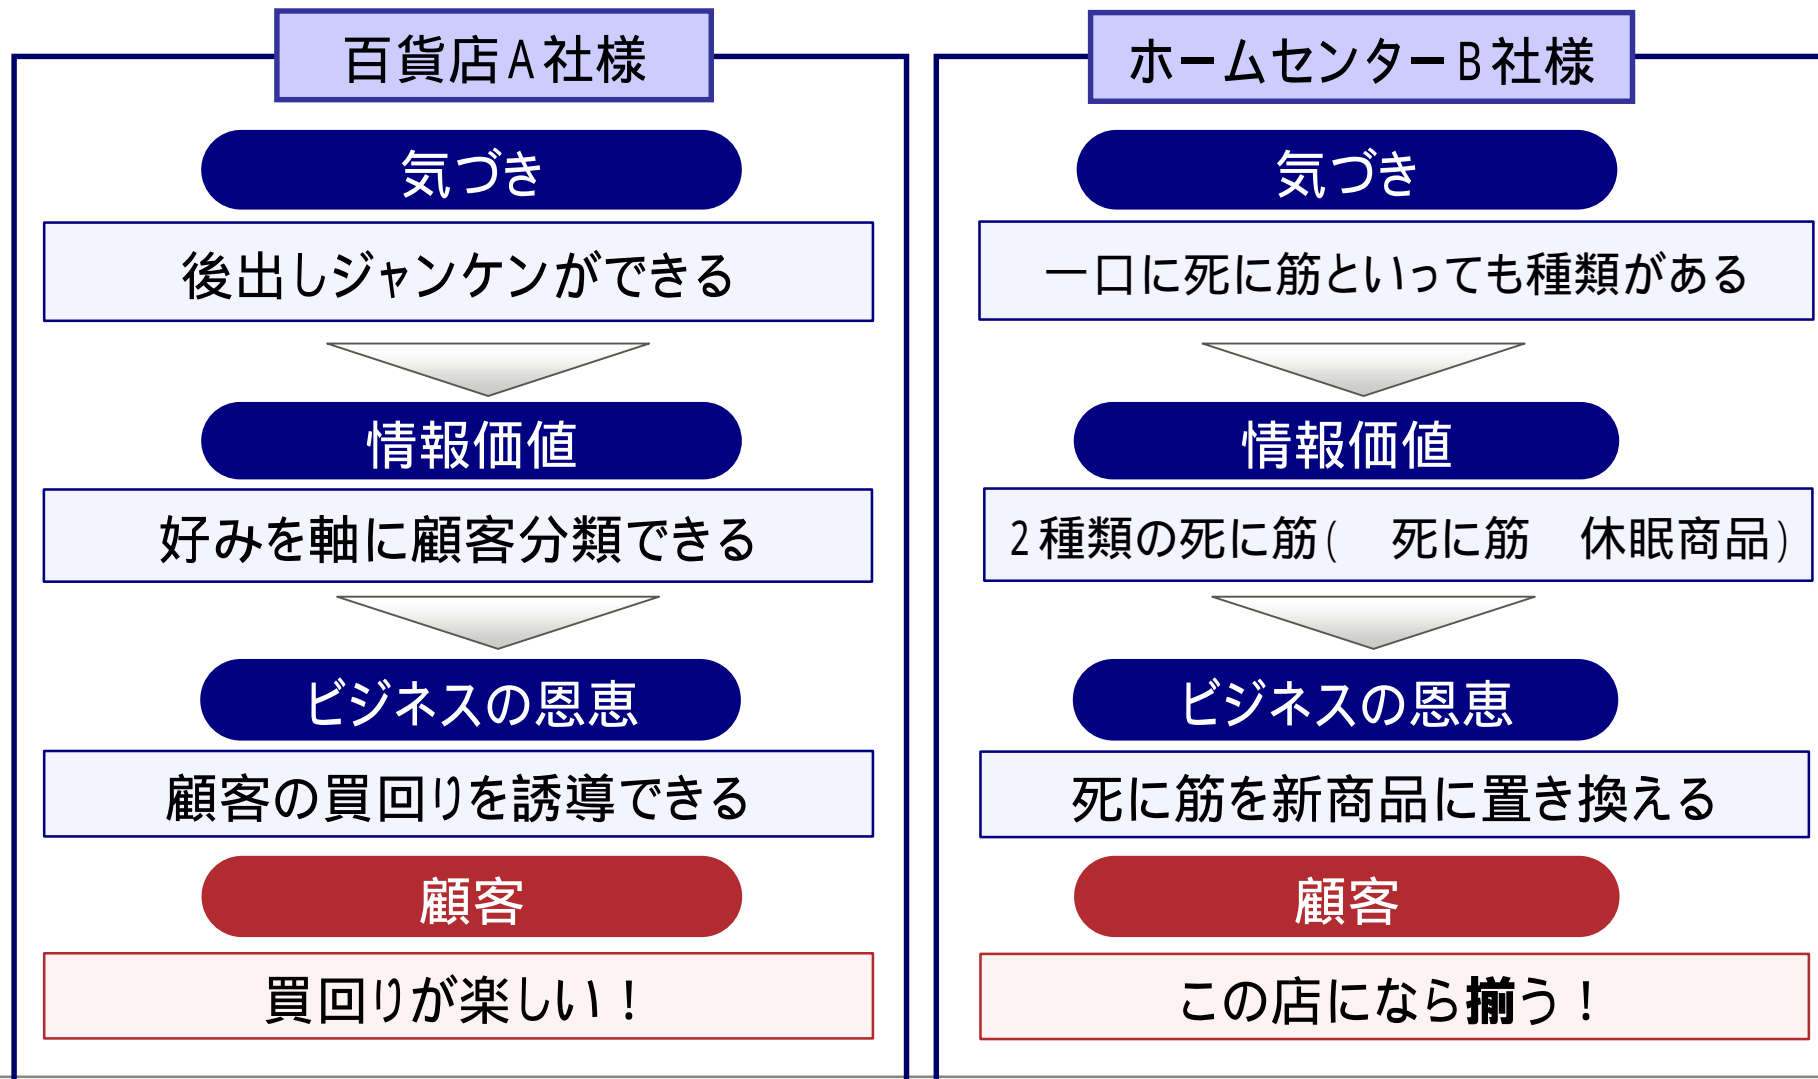 百貨店A社様
気づき
後出しジャンケンができる
情報価値
好みを軸に顧客分類できる
ビジネスの恩恵
顧客の買回りを誘導できる
顧客
買回りが楽しい！
ホームセンターB社様
気づき
一口に死に筋といっても種類がある
情報価値
2種類の死に筋(　死に筋　休眠商品)
ビジネスの恩恵
死に筋を新商品に置き換える
顧客
この店になら揃う！